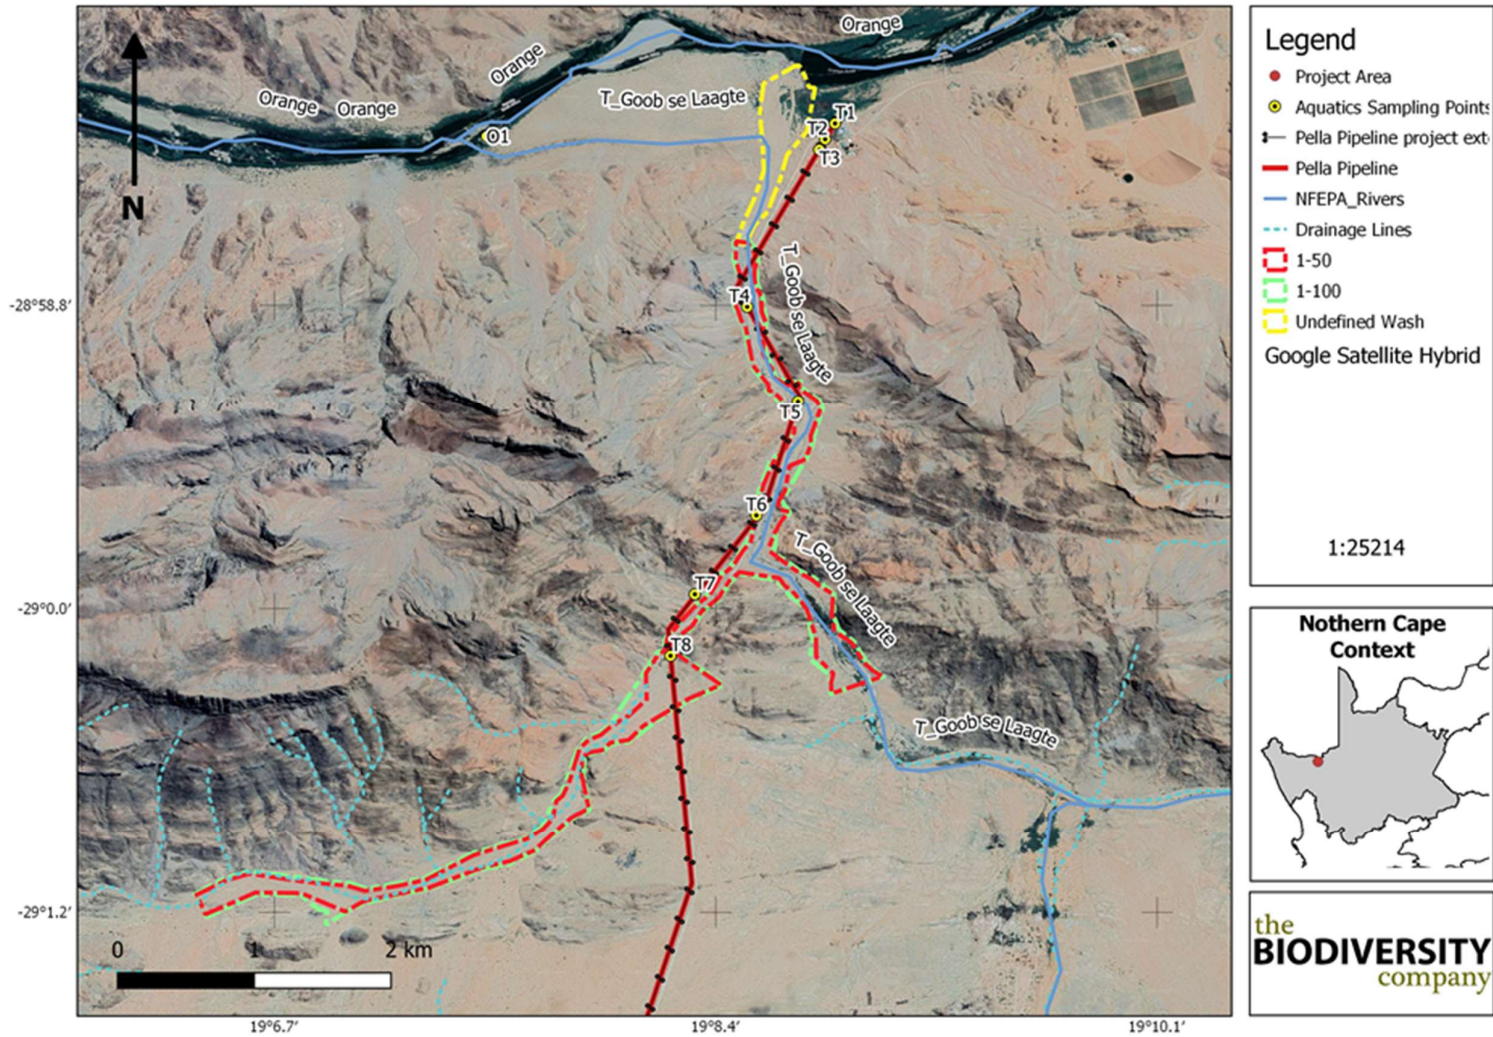 Orange
Orange
Orange Orange
T_Goob se Laagte
O1
T1
T2
T3
N
T_Goob se Laagte
-28°58.8'
T4
T5
T6
T_Goob se Laagte
T7
-29°0.0'
T8
T_Goob se Laagte
-29°1.2'
0 1 2 km
19°6.7' 19°8.4' 19°10.1'
Legend
Project Area
Aquatics Sampling Points
Pella Pipeline project ext
Pella Pipeline
NFEPA_Rivers
Drainage Lines
1-50
1-100
Undefined Wash
Google Satellite Hybrid
1:25214
Nothern Cape
Context
the
BIODIVERSITY
company